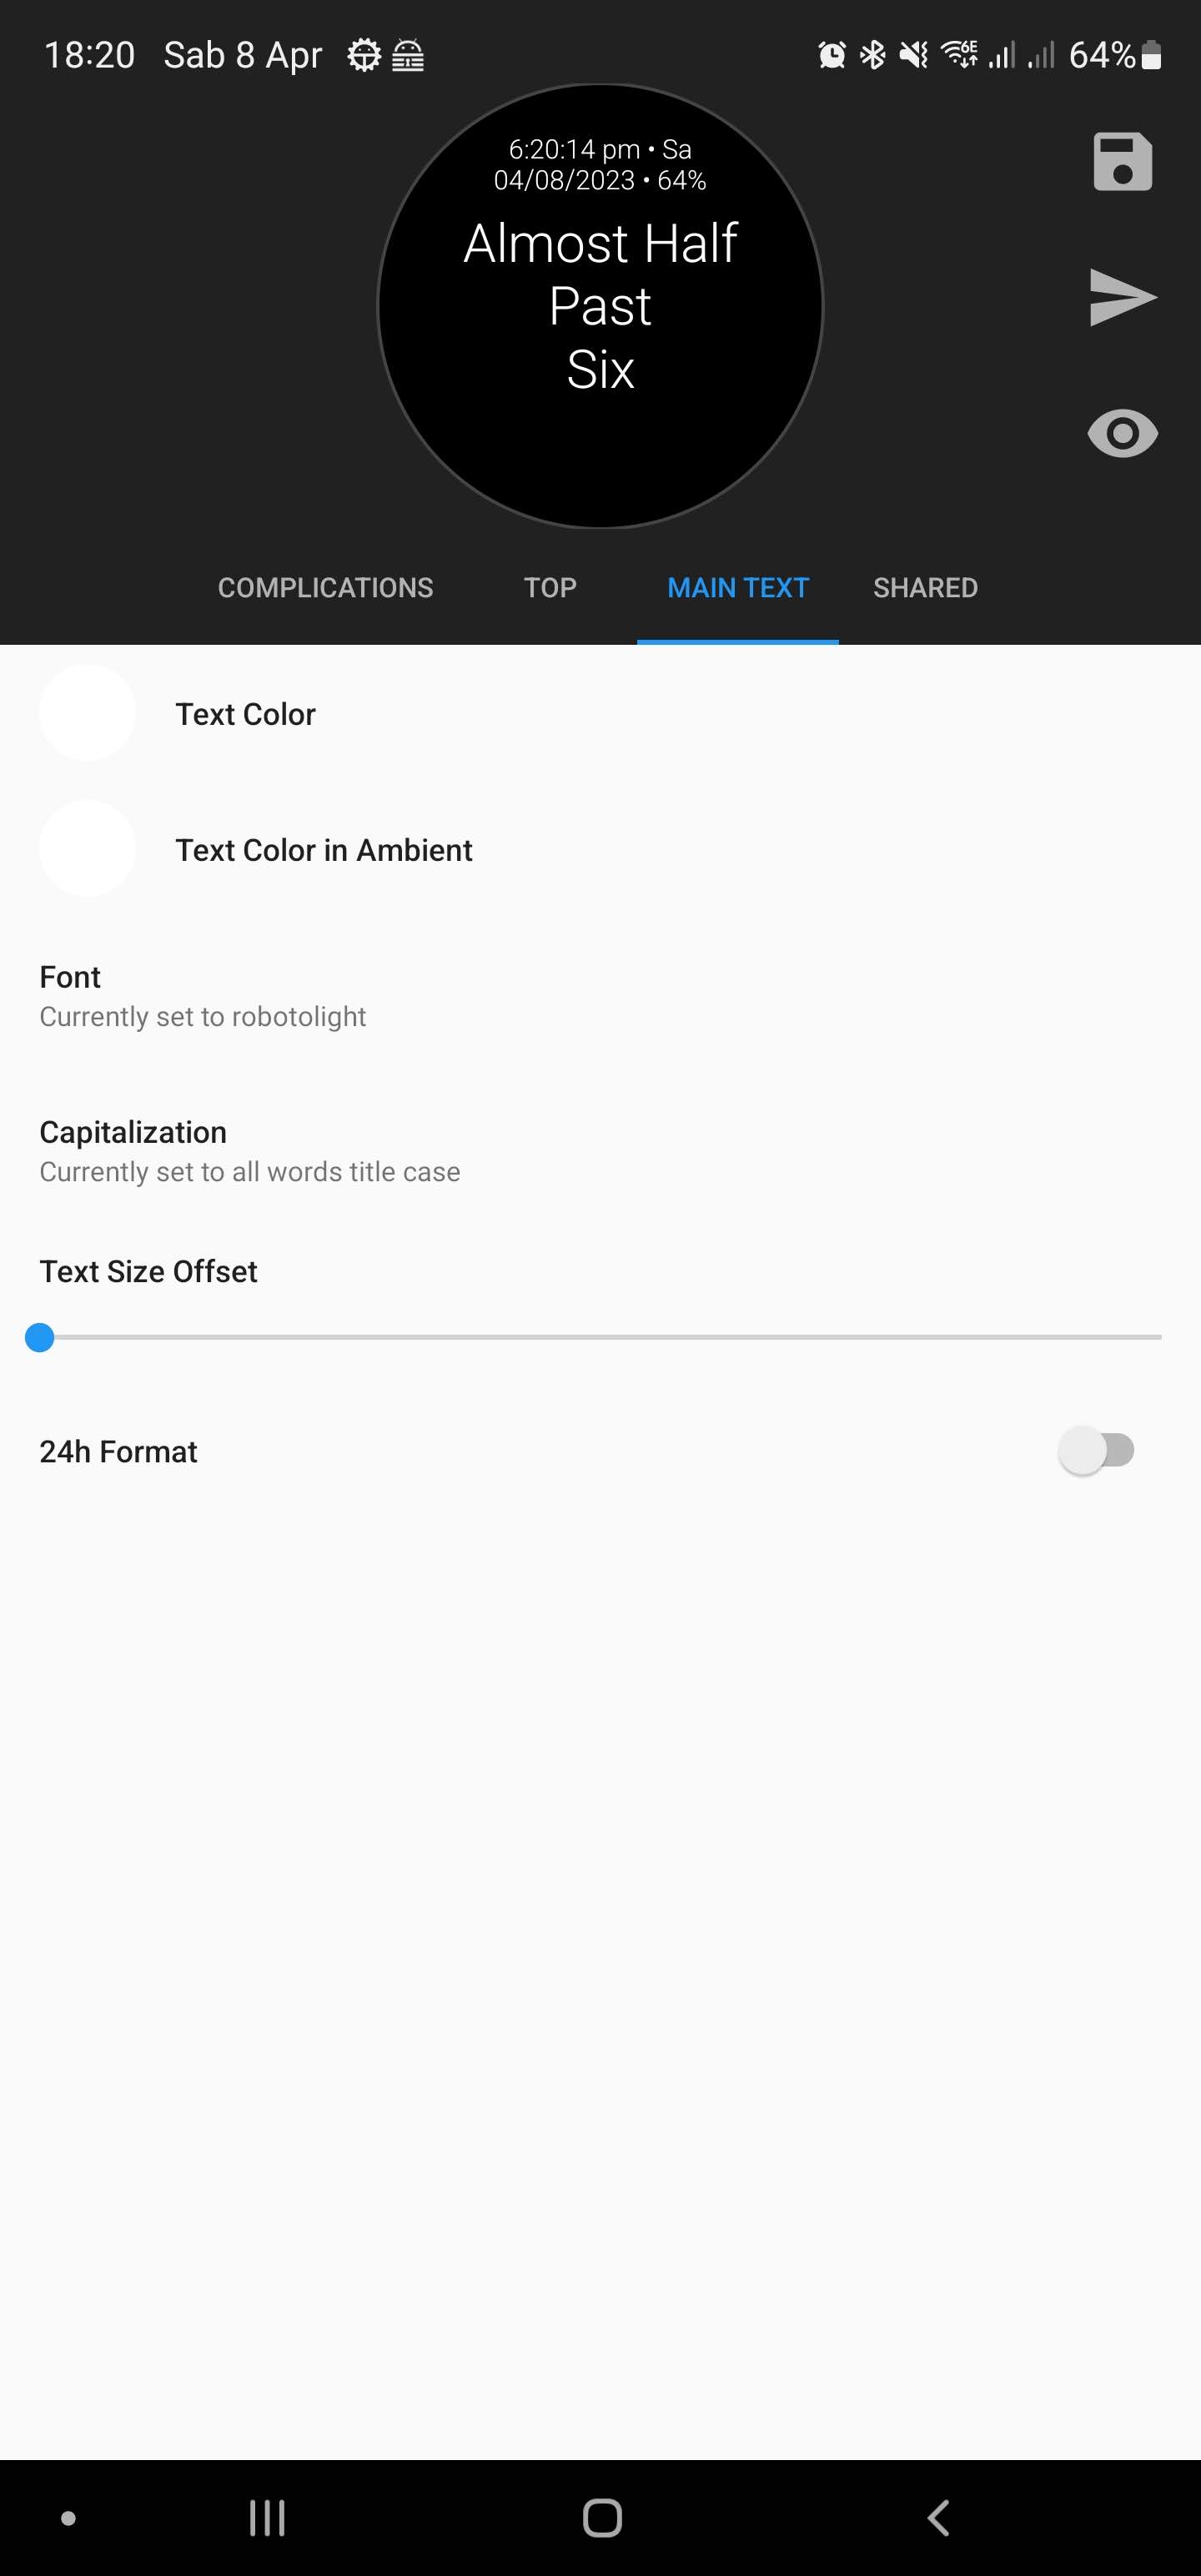 18:20 Sab 8 Apr 6E 64%
6:20:14 pm • Sa
04/08/2023 • 64%
Almost Half
Past
Six
COMPLICATIONS TOP MAIN TEXT SHARED
Text Color
Text Color in Ambient
Font
Currently set to robotolight
Capitalization
Currently set to all words title case
Text Size Offset
24h Format